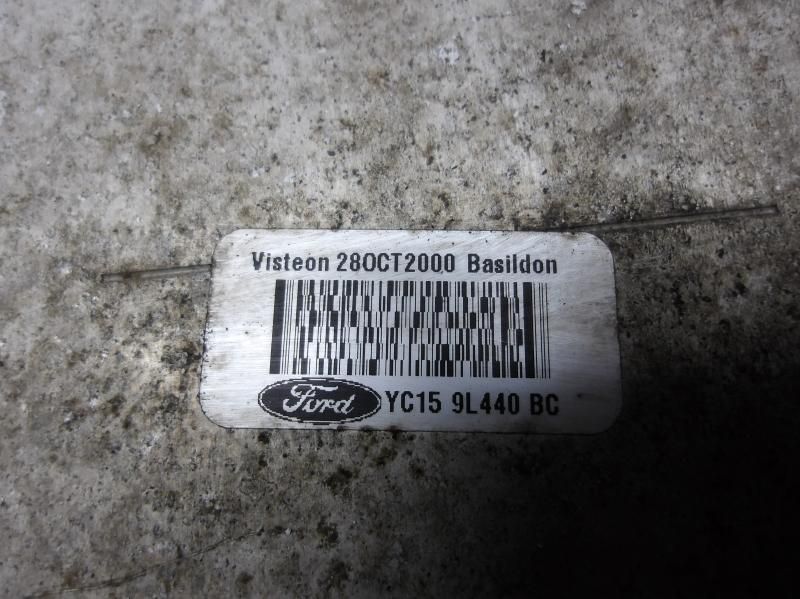 Visteon 28OCT2000 Basildon
Ford YC15 9L440 BC